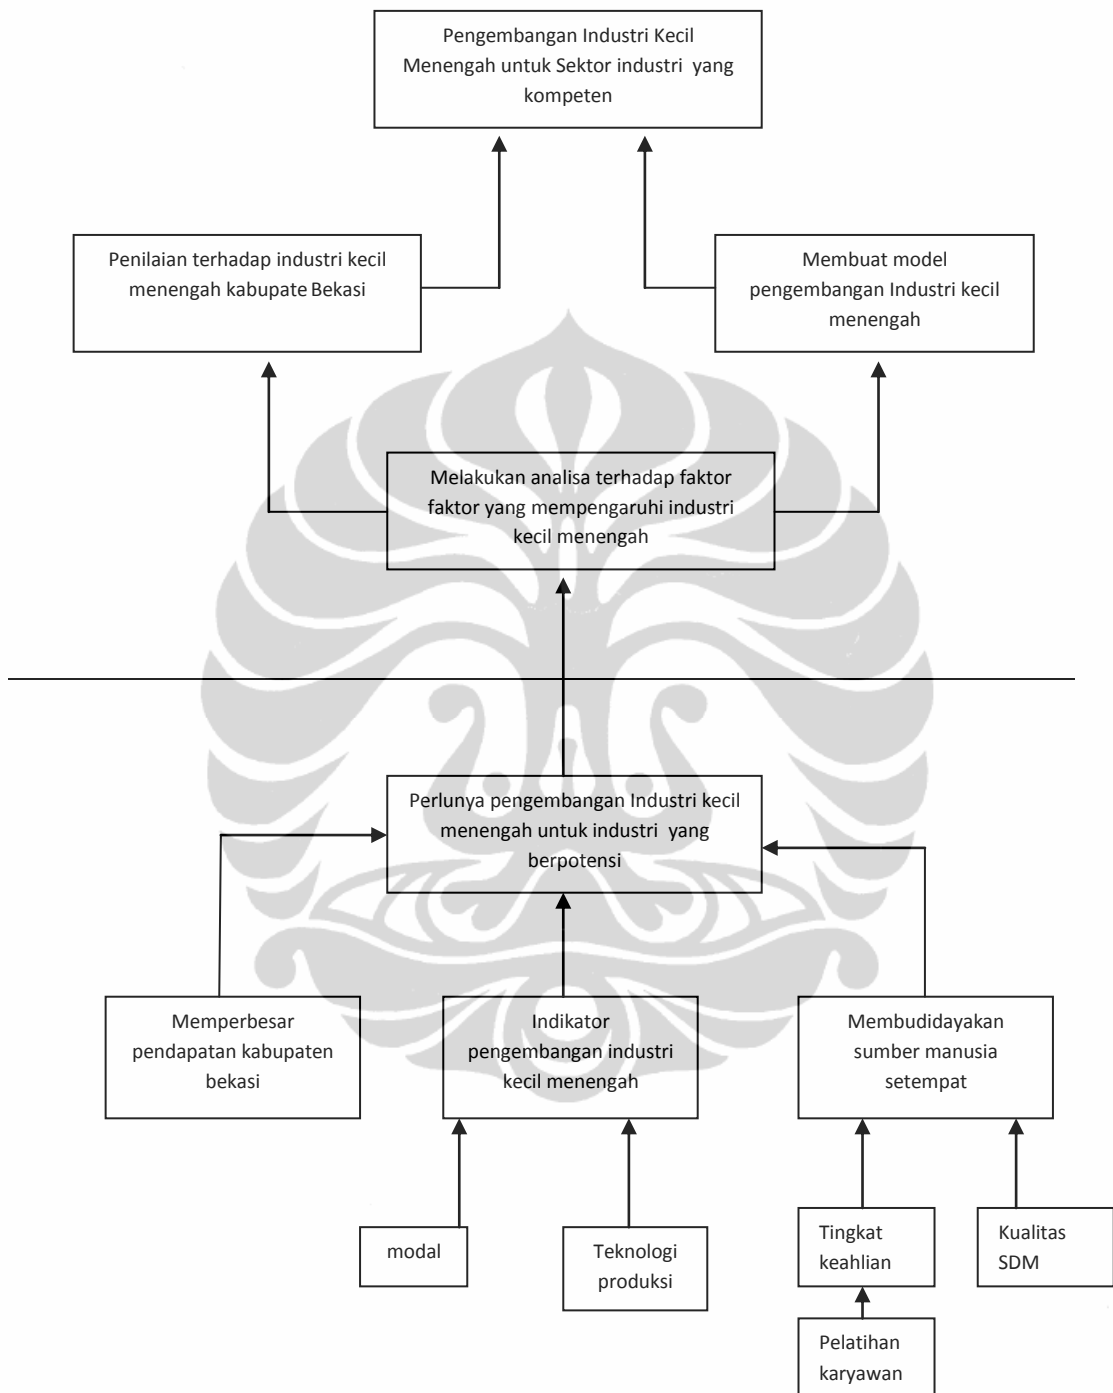 Pengembangan Industri Kecil
Menengah untuk Sektor industri yang
kompeten
Penilaian terhadap industri kecil
menengah kabupate Bekasi
Membuat model
pengembangan Industri kecil
menengah
Melakukan analisa terhadap faktor
faktor yang mempengaruhi industri
kecil menengah
Perlunya pengembangan Industri kecil
menengah untuk industri yang
berpotensi
Memperbesar
pendapatan kabupaten
bekasi
Indikator
pengembangan industri
kecil menengah
Membudidayakan
sumber manusia
setempat
modal
Teknologi
produksi
Tingkat
keahlian
Kualitas
SDM
Pelatihan
karyawan